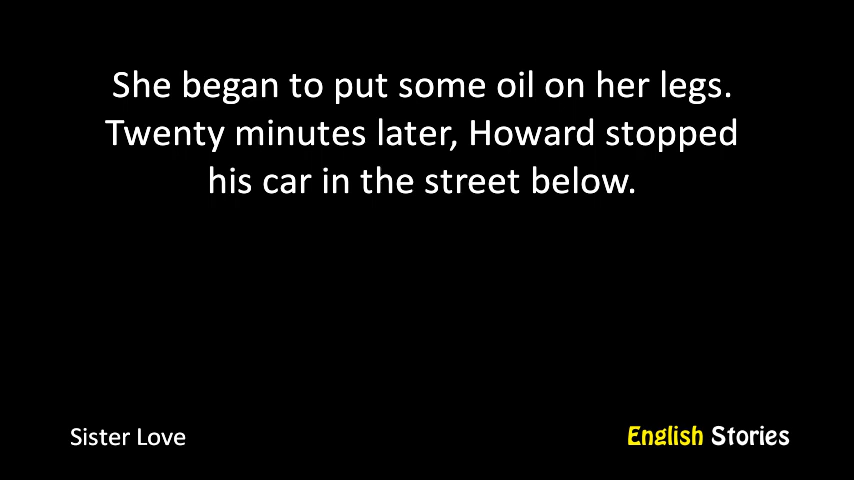 She began to put some oil on her legs.
Twenty minutes later, Howard stopped
his car in the street below.
Sister Love
English Stories